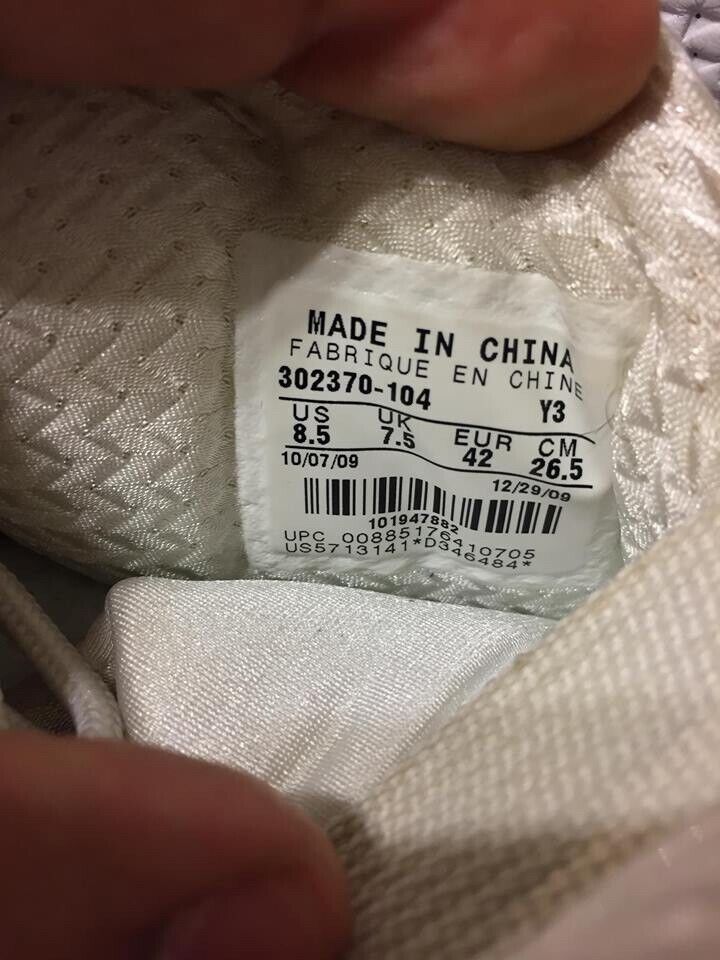 MADE IN CHINA
FABRIQUE EN CHINE
302370-104 Y3
US UK EUR CM
8.5 7.5 42 26.5
10/07/09 12/29/09
101947882
UPC 00885176410705
US5713141*D346484*